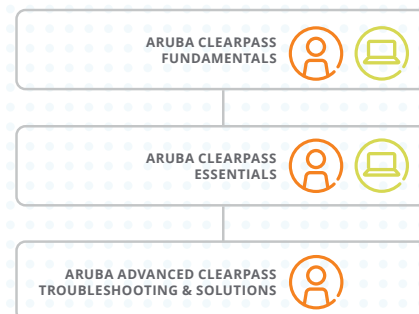 ARUBA CLEARPASS
FUNDAMENTALS
ARUBA CLEARPASS
ESSENTIALS
ARUBA ADVANCED CLEARPASS
TROUBLESHOOTING & SOLUTIONS